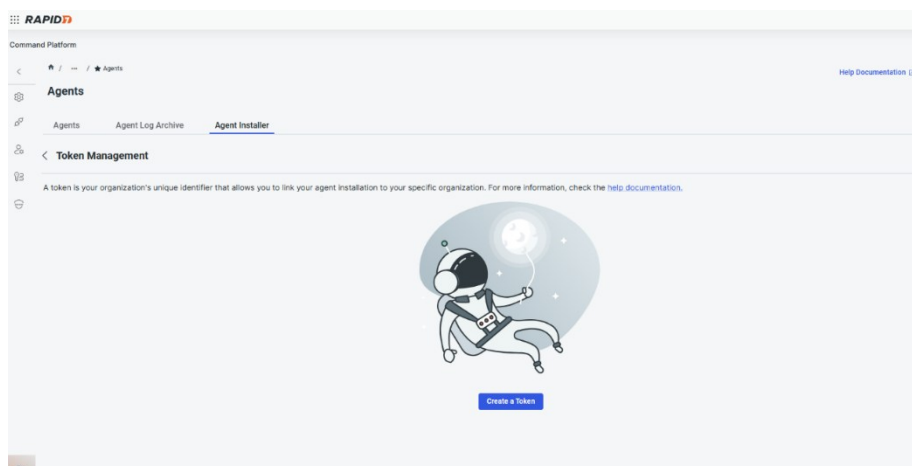 RAPID7
Command Platform
/ ... / Agents
Help Documentation
Agents
Agents Agent Log Archive Agent Installer
Token Management
A token is your organization's unique identifier that allows you to link your agent installation to your specific organization. For more information, check the help documentation.
Create a Token